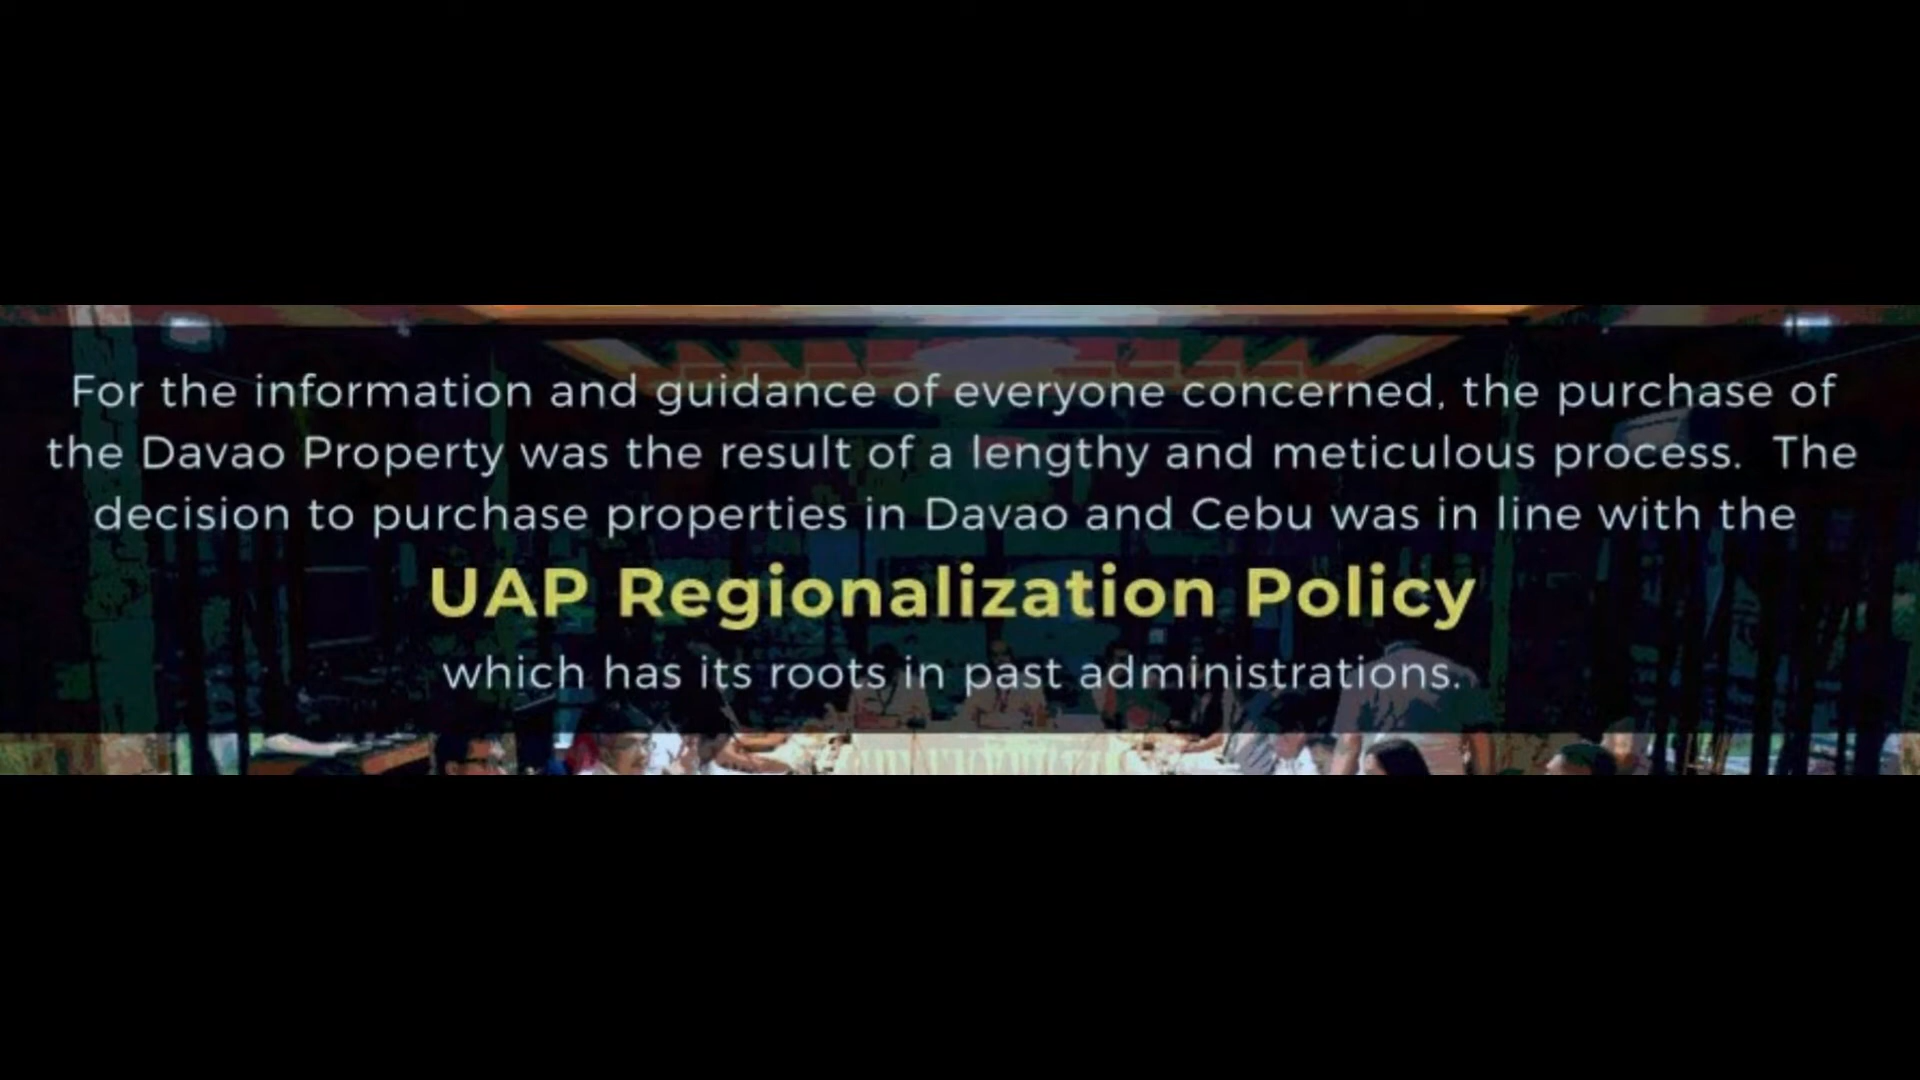 For the information and guidance of everyone concerned, the purchase of
the Davao Property was the result of a lengthy and meticulous process. The
decision to purchase properties in Davao and Cebu was in line with the
UAP Regionalization Policy
which has its roots in past administrations.